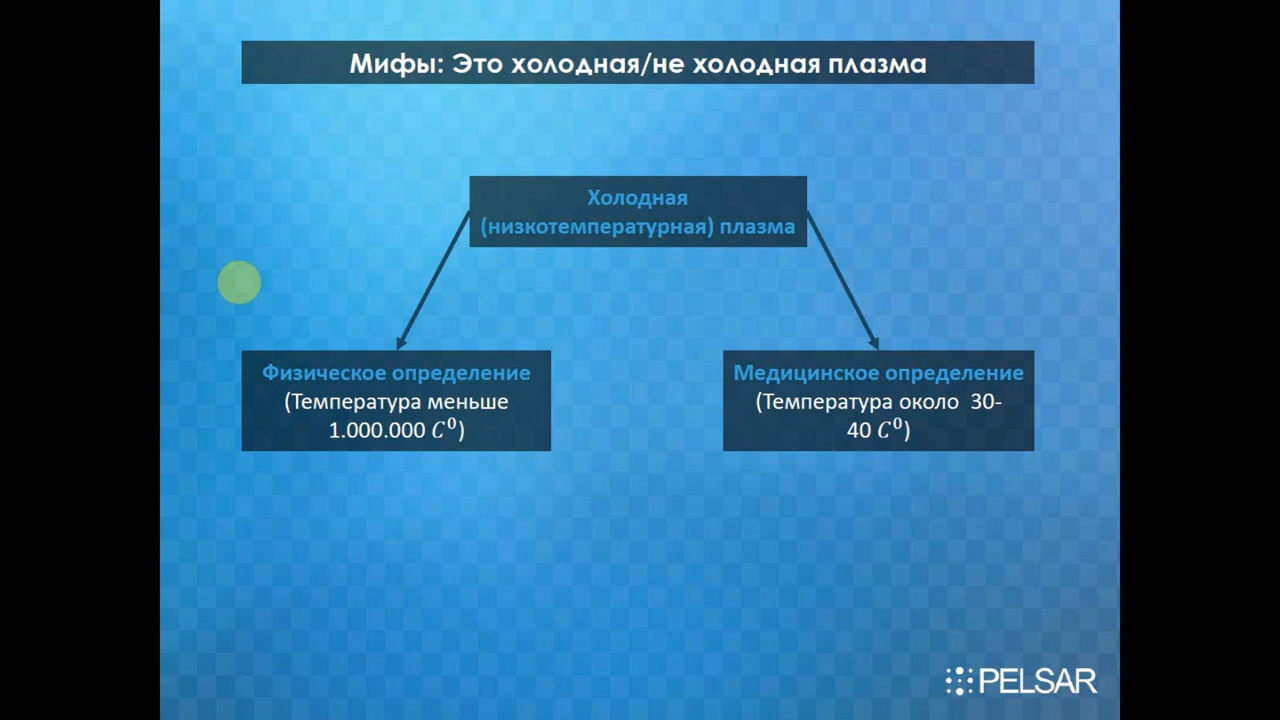 Мифы: Это холодная/не холодная плазма
Холодная
(низкотемпературная) плазма
Физическое определение
(Температура меньше
1.000.000 C⁰)
Медицинское определение
(Температура около  30-
40 C⁰)
PELSAR